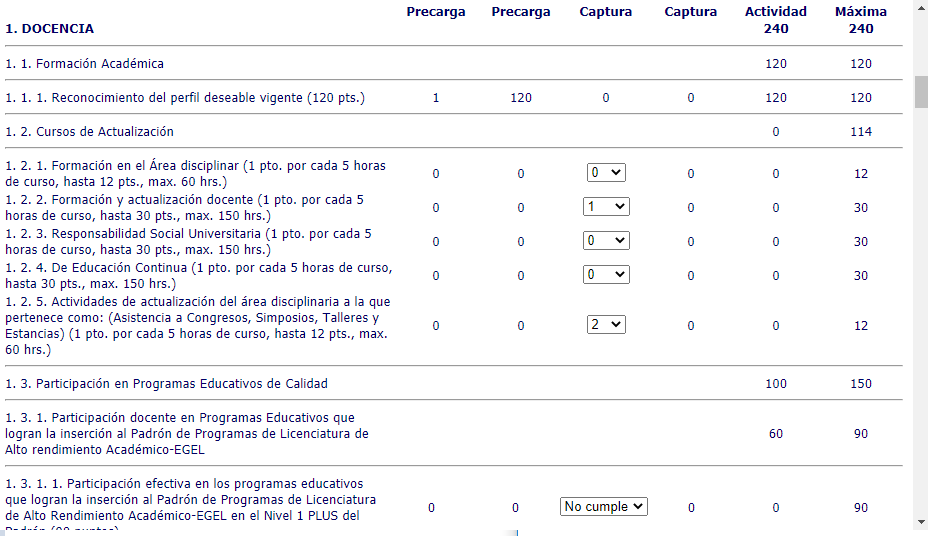 Precarga Precarga Captura Captura Actividad Máxima
1. DOCENCIA 240 240
1. 1. Formación Académica 120 120
1. 1. 1. Reconocimiento del perfil deseable vigente (120 pts.) 1 120 0 0 120 120
1. 2. Cursos de Actualización 0 114
1. 2. 1. Formación en el Área disciplinar (1 pto. por cada 5 horas
de curso, hasta 12 pts., max. 60 hrs.) 0 0 0 0 0 12
1. 2. 2. Formación y actualización docente (1 pto. por cada 5
horas de curso, hasta 30 pts., max. 150 hrs.) 0 0 1 0 0 30
1. 2. 3. Responsabilidad Social Universitaria (1 pto. por cada 5
horas de curso, hasta 30 pts., max. 150 hrs.) 0 0 0 0 0 30
1. 2. 4. De Educación Continua (1 pto. por cada 5 horas de curso,
hasta 30 pts., max. 150 hrs.) 0 0 0 0 0 30
1. 2. 5. Actividades de actualización del área disciplinaria a la que
pertenece como: (Asistencia a Congresos, Simposios, Talleres y
Estancias) (1 pto. por cada 5 horas de curso, hasta 12 pts., max.
60 hrs.) 0 0 2 0 0 12
1. 3. Participación en Programas Educativos de Calidad 100 150
1. 3. 1. Participación docente en Programas Educativos que
logran la inserción al Padrón de Programas de Licenciatura de
Alto rendimiento Académico-EGEL 60 90
1. 3. 1. 1. Participación efectiva en los programas educativos
que logran la inserción al Padrón de Programas de Licenciatura
de Alto Rendimiento Académico-EGEL en el Nivel 1 PLUS del
Padrón (90 puntos) 0 0 No cumple 0 0 90